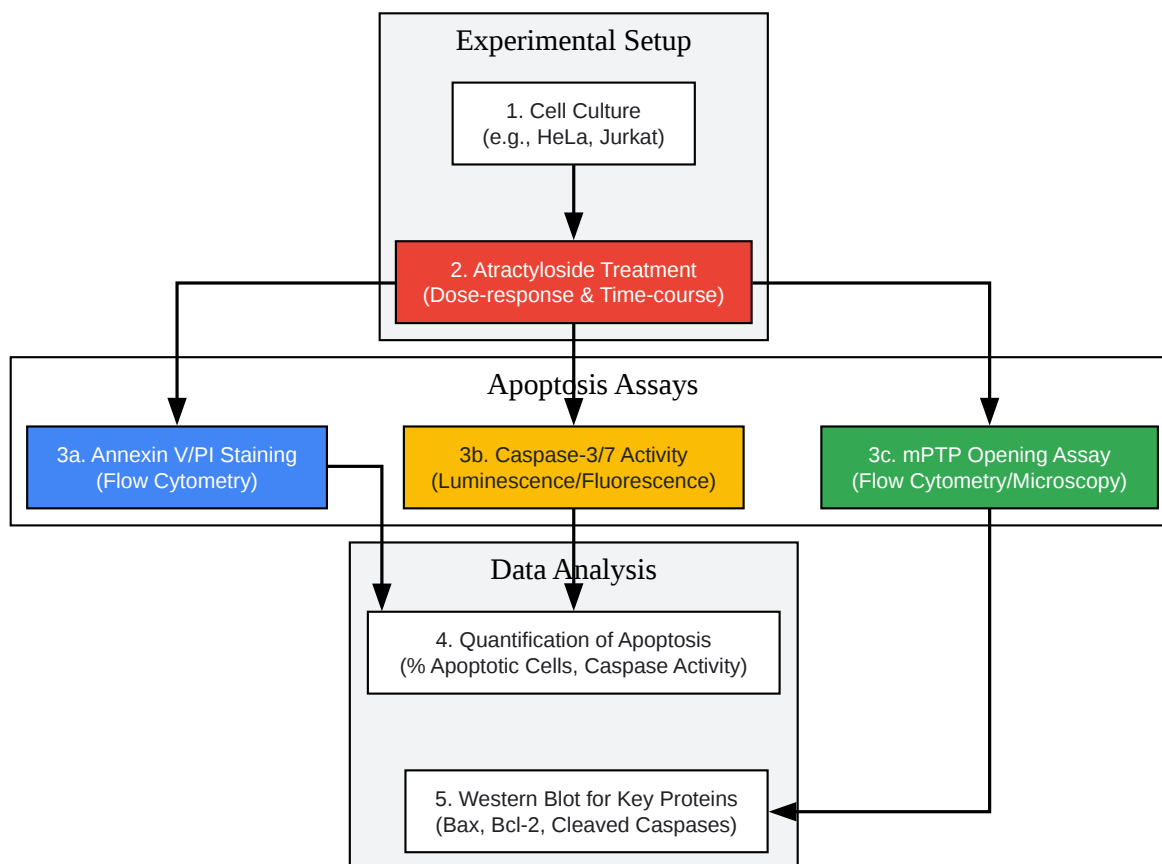 Experimental Setup
1. Cell Culture
(e.g., HeLa, Jurkat)
2. Atractyloside Treatment
(Dose-response & Time-course)
Apoptosis Assays
3a. Annexin V/PI Staining
(Flow Cytometry)
3b. Caspase-3/7 Activity
(Luminescence/Fluorescence)
3c. mPTP Opening Assay
(Flow Cytometry/Microscopy)
Data Analysis
4. Quantification of Apoptosis
(% Apoptotic Cells, Caspase Activity)
5. Western Blot for Key Proteins
(Bax, Bcl-2, Cleaved Caspases)